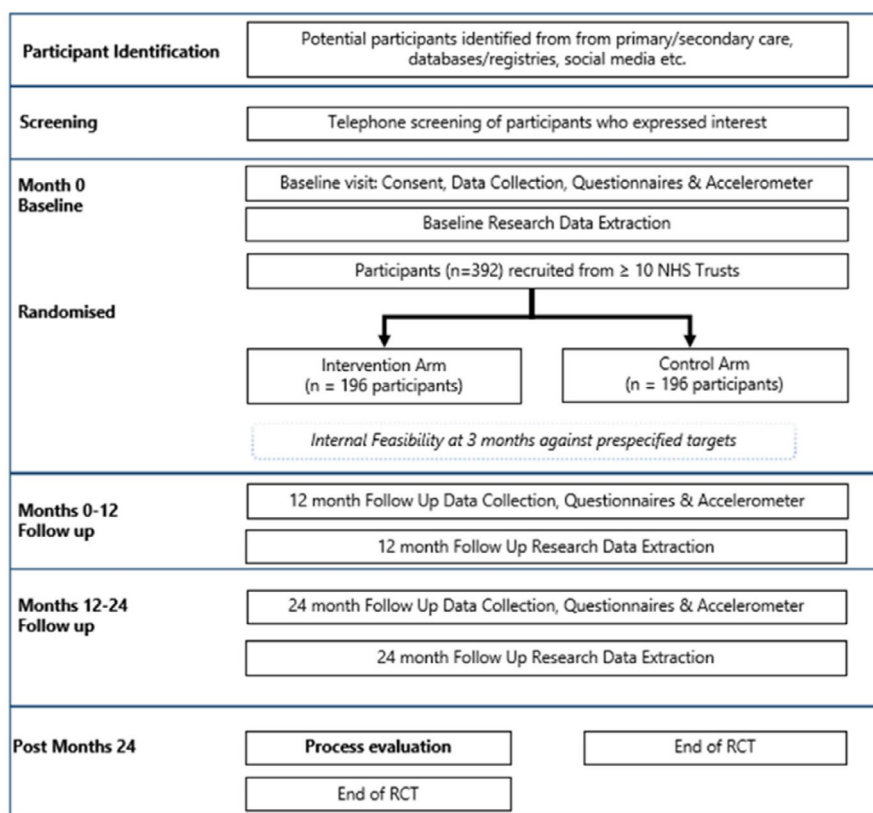 Participant Identification
Potential participants identified from from primary/secondary care,
databases/registries, social media etc.
Screening
Telephone screening of participants who expressed interest
Month 0
Baseline
Baseline visit: Consent, Data Collection, Questionnaires & Accelerometer
Baseline Research Data Extraction
Participants (n=392) recruited from ≥ 10 NHS Trusts
Randomised
Intervention Arm
(n = 196 participants)
Control Arm
(n = 196 participants)
Internal Feasibility at 3 months against prespecified targets
Months 0-12
Follow up
12 month Follow Up Data Collection, Questionnaires & Accelerometer
12 month Follow Up Research Data Extraction
Months 12-24
Follow up
24 month Follow Up Data Collection, Questionnaires & Accelerometer
24 month Follow Up Research Data Extraction
Post Months 24
Process evaluation
End of RCT
End of RCT